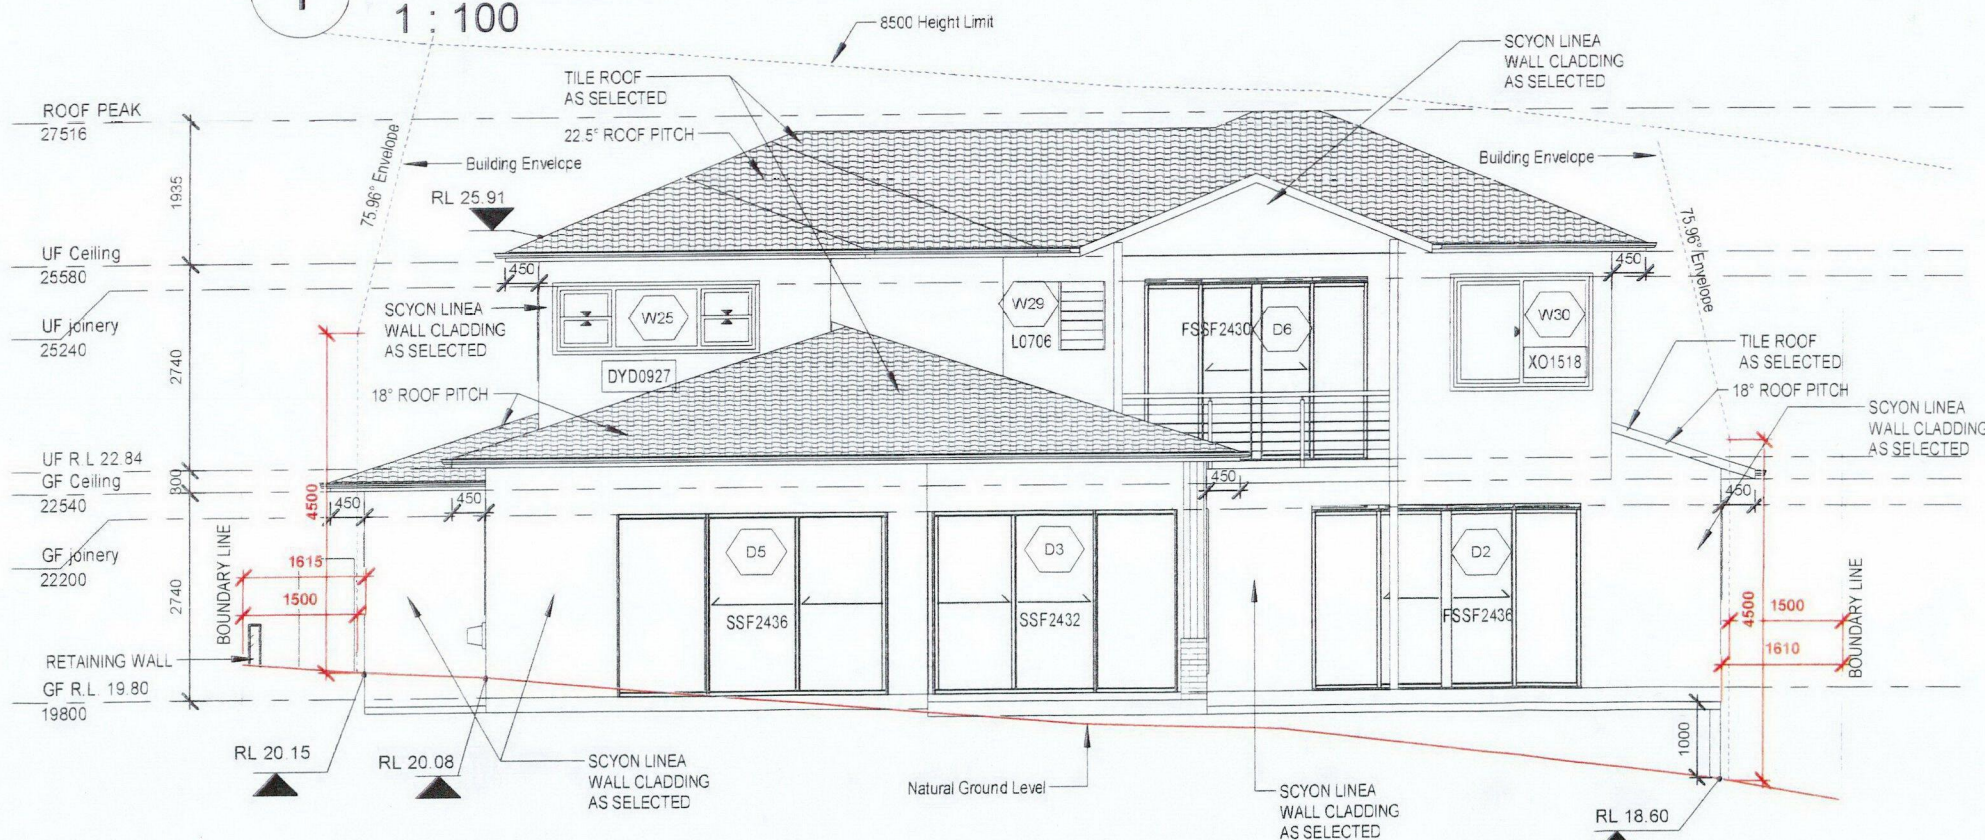 1 : 100
8500 Height Limit
SCYON LINEA
WALL CLADDING
AS SELECTED
TILE ROOF
AS SELECTED
ROOF PEAK
27516
22.5° ROOF PITCH
75.96° Envelope
Building Envelope
Building Envelope
1935
RL 25.91
75.96° Envelope
UF Ceiling
25580
450
450
SCYON LINEA
WALL CLADDING
AS SELECTED
W25
W29
L0706
FSSF2430
D6
W30
UF joinery
25240
TILE ROOF
AS SELECTED
XO1518
DYD0927
2740
18° ROOF PITCH
18° ROOF PITCH
SCYON LINEA
WALL CLADDING
AS SELECTED
UF R.L 22.84
GF Ceiling
22540
300
4500
450
450
450
450
BOUNDARY LINE
GF joinery
22200
1615
D5
D3
D2
1500
2740
SSF2436
SSF2432
FSSF2436
4500
1500
1610
BOUNDARY LINE
RETAINING WALL
GF R.L. 19.80
19800
1000
RL 20.15
RL 20.08
SCYON LINEA
WALL CLADDING
AS SELECTED
Natural Ground Level
SCYON LINEA
WALL CLADDING
AS SELECTED
RL 18.60